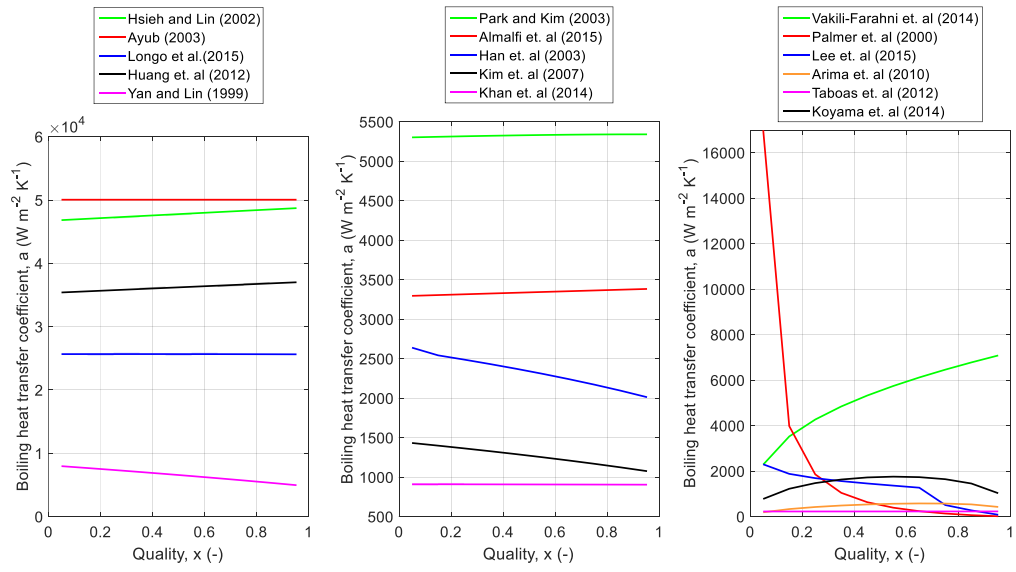 Hsieh and Lin (2002)
Ayub (2003)
Longo et al.(2015)
Huang et. al (2012)
Yan and Lin (1999)
×10^4
6
5
4
3
2
1
0
Boiling heat transfer coefficient, a (W m^-2 K^-1)
0 0.2 0.4 0.6 0.8 1
Quality, x (-)
Park and Kim (2003)
Almalfi et. al (2015)
Han et. al (2003)
Kim et. al (2007)
Khan et. al (2014)
5500
5000
4500
4000
3500
3000
2500
2000
1500
1000
500
Boiling heat transfer coefficient, a (W m^-2 K^-1)
0 0.2 0.4 0.6 0.8 1
Quality, x (-)
Vakili-Farahni et. al (2014)
Palmer et. al (2000)
Lee et. al (2015)
Arima et. al (2010)
Taboas et. al (2012)
Koyama et. al (2014)
16000
14000
12000
10000
8000
6000
4000
2000
0
Boiling heat transfer coefficient, a (W m^-2 K^-1)
0 0.2 0.4 0.6 0.8 1
Quality, x (-)